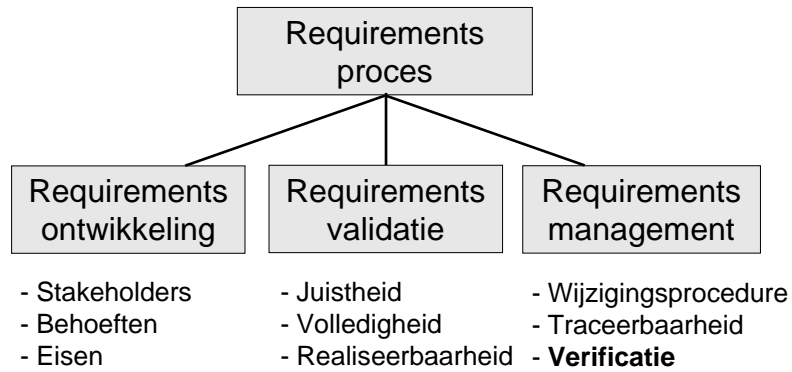 Requirements
proces
Requirements
ontwikkeling
- Stakeholders
- Behoeften
- Eisen
Requirements
validatie
- Juistheid
- Volledigheid
- Realiseerbaarheid
Requirements
management
- Wijzigingsprocedure
- Traceerbaarheid
- Verificatie